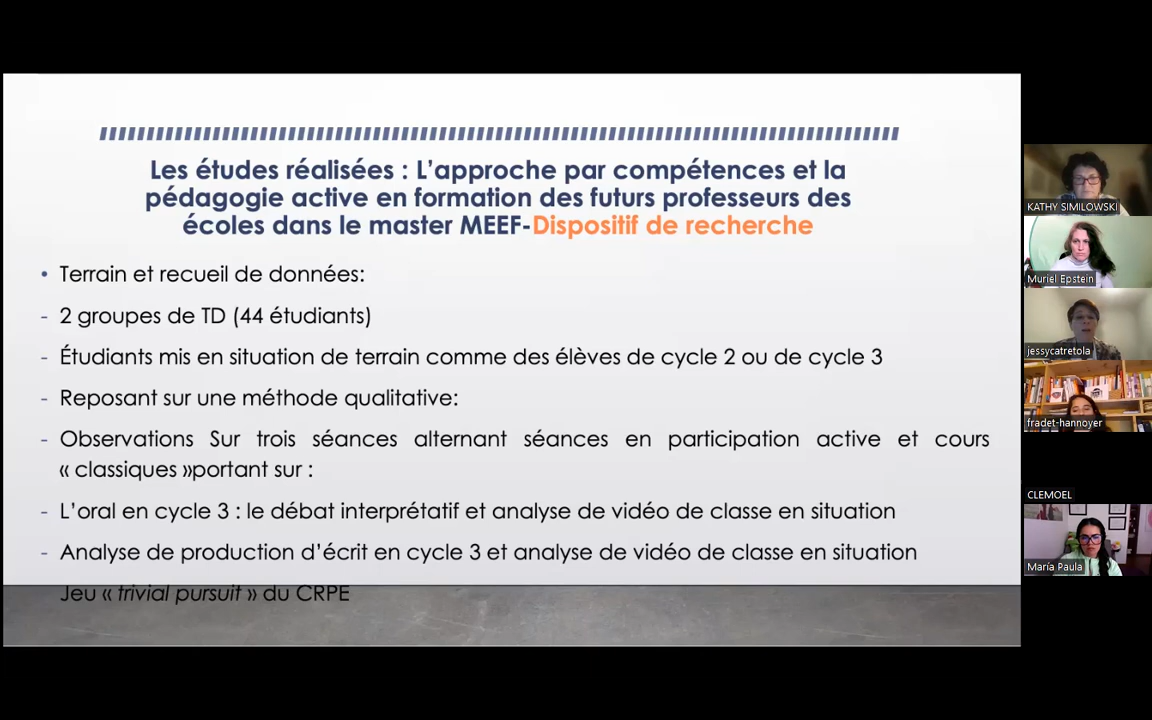 Les études réalisées : L’approche par compétences et la
pédagogie active en formation des futurs professeurs des
écoles dans le master MEEF-Dispositif de recherche
• Terrain et recueil de données:
- 2 groupes de TD (44 étudiants)
- Étudiants mis en situation de terrain comme des élèves de cycle 2 ou de cycle 3
- Reposant sur une méthode qualitative:
- Observations Sur trois séances alternant séances en participation active et cours
« classiques »portant sur :
- L’oral en cycle 3 : le débat interprétatif et analyse de vidéo de classe en situation
- Analyse de production d’écrit en cycle 3 et analyse de vidéo de classe en situation
Jeu « trivial pursuit » du CRPE
KATHY SIMILOWSKI
Muriel Epstein
jessycatretola
fradet-hannoyer
CLEMOEL
María Paula